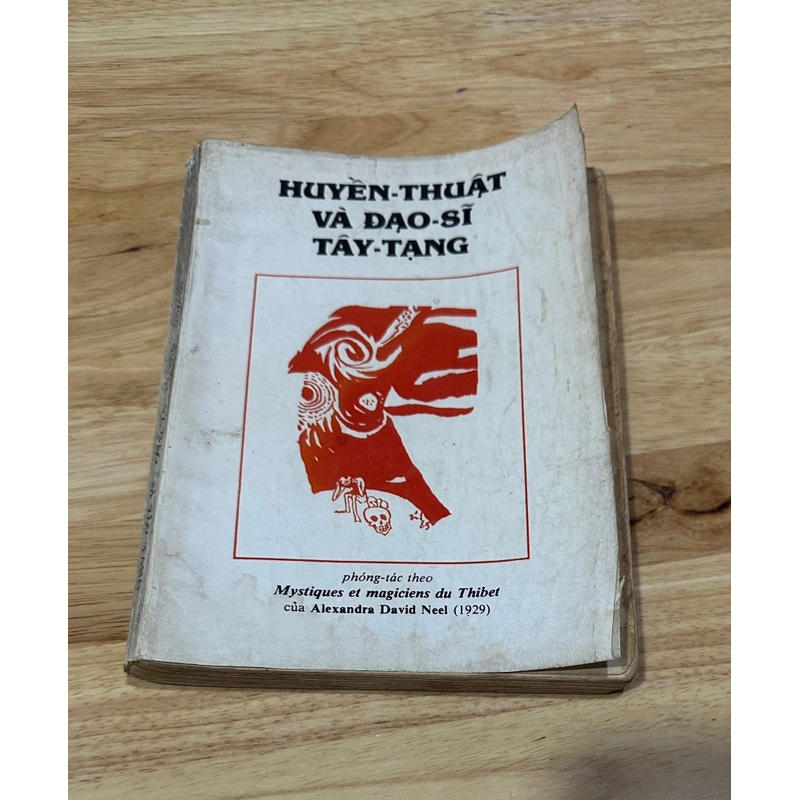 HUYỀN-THUẬT
VÀ ĐẠO-SĨ
TÂY-TẠNG
phóng-tác theo
Mystiques et magiciens du Thibet
của Alexandra David Neel (1929)